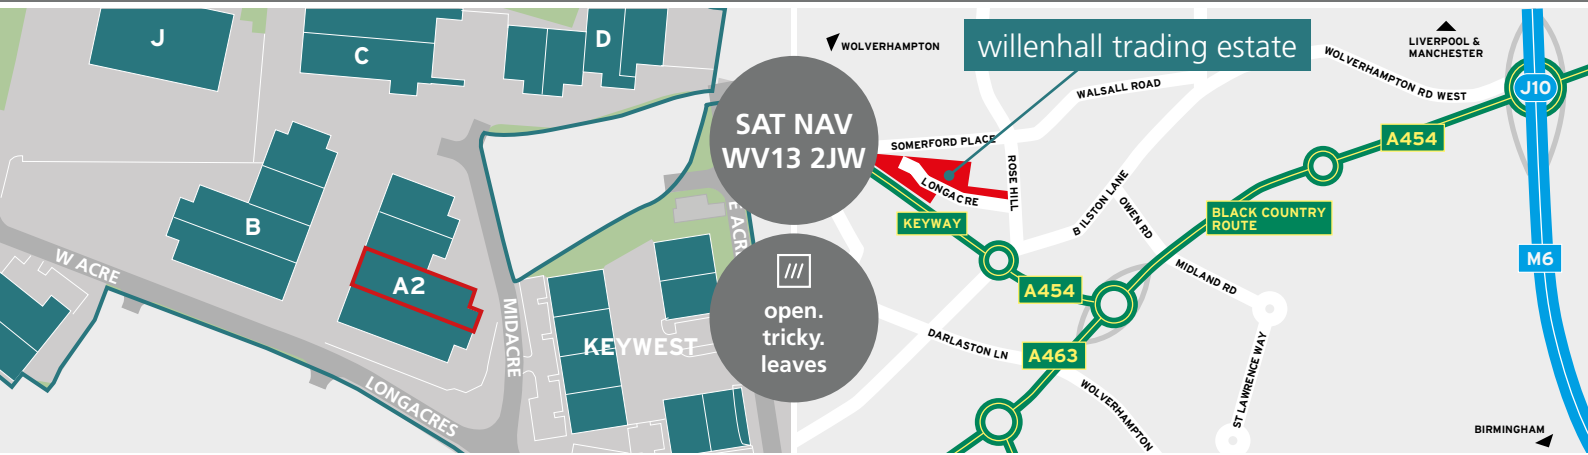 J
C
D
B
A2
W ACRE
MIDACRE
LONGACRES
KEYWEST
E ACRE
SAT NAV
WV13 2JW
///
open.
tricky.
leaves
WOLVERHAMPTON
willenhall trading estate
LIVERPOOL &
MANCHESTER
WOLVERHAMPTON RD WEST
J10
WALSALL ROAD
A454
SOMERFORD PLACE
LONGACRE
ROSE HILL
KEYWAY
BILSTON LANE
OWEN RD
BLACK COUNTRY
ROUTE
M6
MIDLAND RD
A454
DARLASTON LN
A463
WOLVERHAMPTON
ST LAWRENCE WAY
BIRMINGHAM